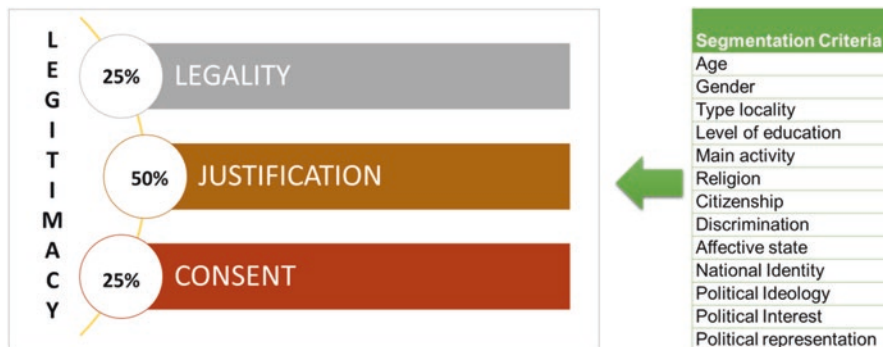 LEGITIMACY
25%
LEGALITY
50%
JUSTIFICATION
25%
CONSENT
Segmentation Criteria
Age
Gender
Type locality
Level of education
Main activity
Religion
Citizenship
Discrimination
Affective state
National Identity
Political Ideology
Political Interest
Political representation